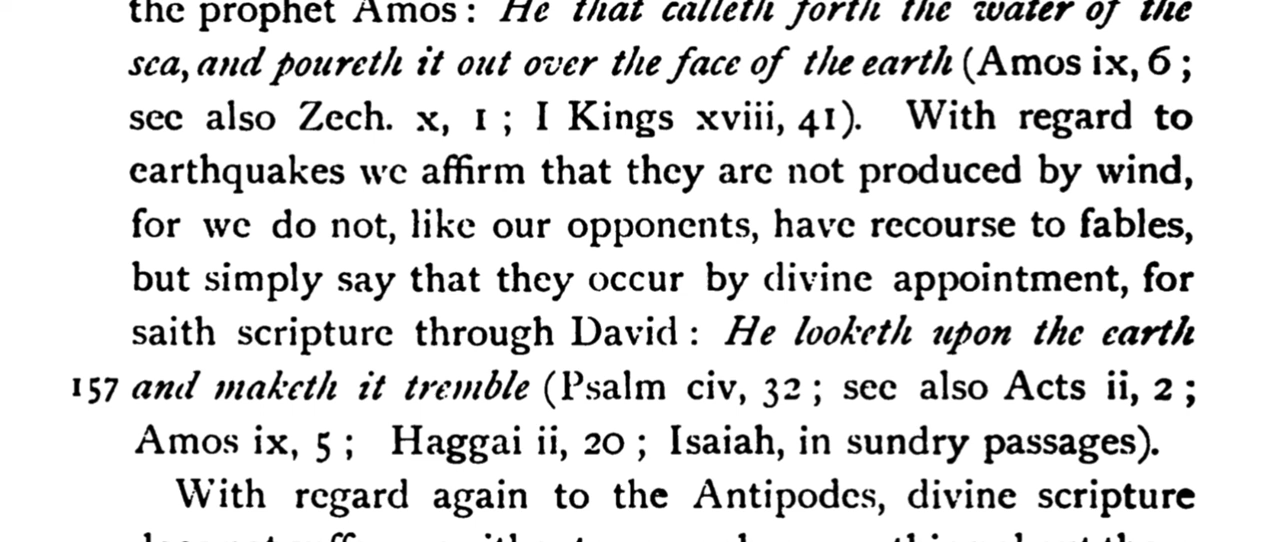 the prophet Amos: He that calleth forth the water of the
sea, and poureth it out over the face of the earth (Amos ix, 6;
see also Zech. x, 1; I Kings xviii, 41). With regard to
earthquakes we affirm that they are not produced by wind,
for we do not, like our opponents, have recourse to fables,
but simply say that they occur by divine appointment, for
saith scripture through David: He looketh upon the earth
157 and maketh it tremble (Psalm civ, 32; see also Acts ii, 2;
Amos ix, 5; Haggai ii, 20; Isaiah, in sundry passages).
With regard again to the Antipodes, divine scripture